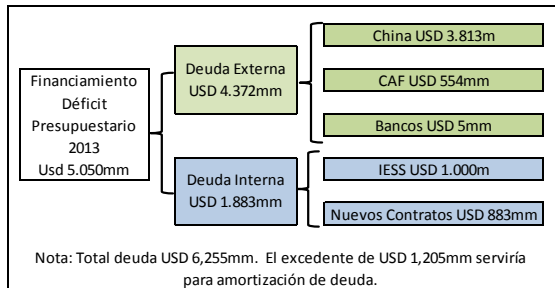 Financiamiento
Déficit
Presupuestario
2013
Usd 5.050mm
Deuda Externa
USD 4.372mm
China USD 3.813m
CAF USD 554mm
Bancos USD 5mm
Deuda Interna
USD 1.883mm
IESS USD 1.000m
Nuevos Contratos USD 883mm
Nota: Total deuda USD 6,255mm. El excedente de USD 1,205mm serviría
para amortización de deuda.